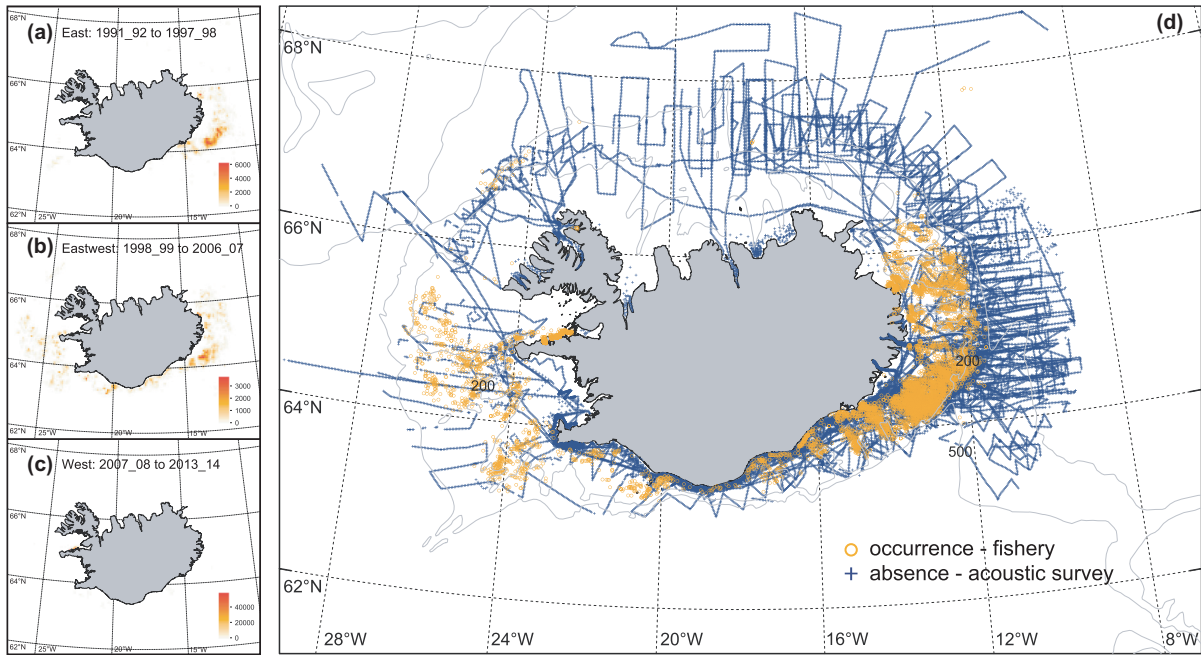 (a) East: 1991_92 to 1997_98
68°N
66°N
64°N
62°N
25°W
20°W
15°W
6000
4000
2000
0
(b) Eastwest: 1998_99 to 2006_07
68°N
66°N
64°N
62°N
25°W
20°W
15°W
3000
2000
1000
0
(c) West: 2007_08 to 2013_14
68°N
66°N
64°N
62°N
25°W
20°W
15°W
40000
20000
0
(d)
68°N
66°N
64°N
62°N
200
200
500
occurrence - fishery
absence - acoustic survey
28°W
24°W
20°W
16°W
12°W
8°W